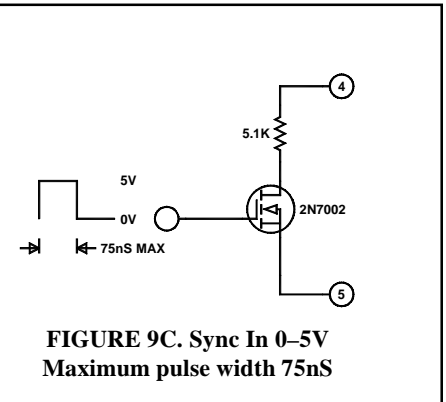 4
5.1K
5V
2N7002
0V
75nS MAX
5
FIGURE 9C. Sync In 0–5V
Maximum pulse width 75nS